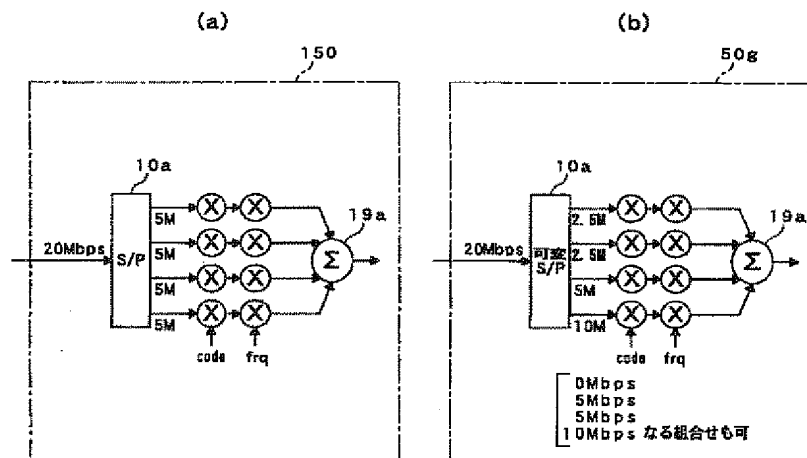 (a)
150
10a
19a
20Mbps
S/P
5M
5M
5M
5M
code
frq
Σ
(b)
50g
10a
19a
20Mbps
可変
S/P
2.5M
2.5M
5M
10M
code
frq
Σ
0Mbps
5Mbps
5Mbps
10Mbps なる組合せも可